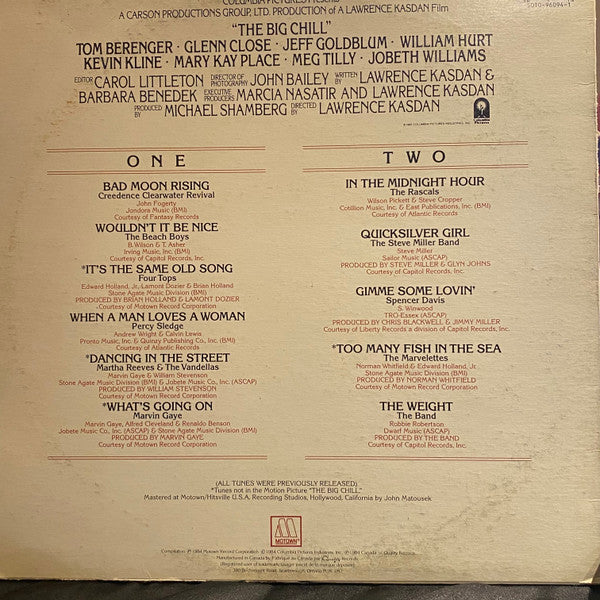 COLUMBIA PICTURES Presents
A CARSON PRODUCTIONS GROUP, LTD. PRODUCTION OF A LAWRENCE KASDAN Film
5010-96094-1
"THE BIG CHILL"
TOM BERENGER · GLENN CLOSE · JEFF GOLDBLUM · WILLIAM HURT
KEVIN KLINE · MARY KAY PLACE · MEG TILLY · JOBETH WILLIAMS
EDITOR CAROL LITTLETON DIRECTOR OF PHOTOGRAPHY JOHN BAILEY WRITTEN BY LAWRENCE KASDAN &
BARBARA BENEDEK EXECUTIVE PRODUCERS MARCIA NASATIR AND LAWRENCE KASDAN
PRODUCED BY MICHAEL SHAMBERG DIRECTED BY LAWRENCE KASDAN
ONE
BAD MOON RISING
Creedence Clearwater Revival
John Fogerty
Jondora Music (BMI)
Courtesy of Fantasy Records
WOULDN'T IT BE NICE
The Beach Boys
B. Wilson & T. Asher
Irving Music, Inc. (BMI)
Courtesy of Capitol Records, Inc.
*IT'S THE SAME OLD SONG
Four Tops
Edward Holland, Jr., Lamont Dozier & Brian Holland
Stone Agate Music Division (BMI)
PRODUCED BY BRIAN HOLLAND & LAMONT DOZIER
Courtesy of Motown Record Corporation
WHEN A MAN LOVES A WOMAN
Percy Sledge
Andrew Wright & Calvin Lewis
Pronto Music, Inc. & Quinzy Publishing Co., Inc. (BMI)
Courtesy of Atlantic Records
*DANCING IN THE STREET
Martha Reeves & The Vandellas
Marvin Gaye & William Stevenson
Stone Agate Music Division (BMI) & Jobete Music Co., Inc. (ASCAP)
PRODUCED BY WILLIAM STEVENSON
Courtesy of Motown Record Corporation
*WHAT'S GOING ON
Marvin Gaye
Marvin Gaye, Alfred Cleveland & Renaldo Benson
Jobete Music Co., Inc. (ASCAP) & Stone Agate Music Division (BMI)
PRODUCED BY MARVIN GAYE
Courtesy of Motown Record Corporation
TWO
IN THE MIDNIGHT HOUR
The Rascals
Wilson Pickett & Steve Cropper
Cotillion Music, Inc. & East Publications, Inc. (BMI)
Courtesy of Atlantic Records
QUICKSILVER GIRL
The Steve Miller Band
Steve Miller
Sailor Music (ASCAP)
PRODUCED BY STEVE MILLER & GLYN JOHNS
Courtesy of Capitol Records, Inc.
GIMME SOME LOVIN'
Spencer Davis
S. Winwood
TRO-Essex (ASCAP)
PRODUCED BY CHRIS BLACKWELL & JIMMY MILLER
Courtesy of Liberty Records a division of Capitol Records, Inc.
*TOO MANY FISH IN THE SEA
The Marvelettes
Norman Whitfield & Edward Holland, Jr.
Stone Agate Music Division (BMI)
PRODUCED BY NORMAN WHITFIELD
Courtesy of Motown Record Corporation
THE WEIGHT
The Band
Robbie Robertson
Dwarf Music (ASCAP)
PRODUCED BY THE BAND
Courtesy of Capitol Records, Inc.
(ALL TUNES WERE PREVIOUSLY RELEASED)
*Tunes not in the Motion Picture "THE BIG CHILL."
Mastered at Motown/Hitsville U.S.A. Recording Studios, Hollywood, California by John Matousek
M
MOTOWN